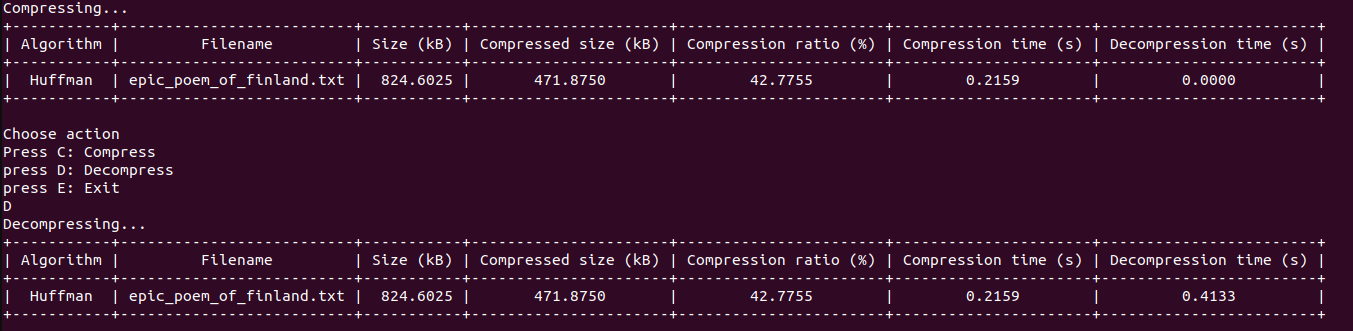 Compressing...
+-----------+--------------------------+-----------+----------------------+-----------------------+----------------------+------------------------+
| Algorithm |         Filename         | Size (kB) | Compressed size (kB) | Compression ratio (%) | Compression time (s) | Decompression time (s) |
+-----------+--------------------------+-----------+----------------------+-----------------------+----------------------+------------------------+
|  Huffman  | epic_poem_of_finland.txt |  824.6025 |       471.8750       |        42.7755        |        0.2159        |         0.0000         |
+-----------+--------------------------+-----------+----------------------+-----------------------+----------------------+------------------------+
Choose action
Press C: Compress
press D: Decompress
press E: Exit
D
Decompressing...
+-----------+--------------------------+-----------+----------------------+-----------------------+----------------------+------------------------+
| Algorithm |         Filename         | Size (kB) | Compressed size (kB) | Compression ratio (%) | Compression time (s) | Decompression time (s) |
+-----------+--------------------------+-----------+----------------------+-----------------------+----------------------+------------------------+
|  Huffman  | epic_poem_of_finland.txt |  824.6025 |       471.8750       |        42.7755        |        0.2159        |         0.4133         |
+-----------+--------------------------+-----------+----------------------+-----------------------+----------------------+------------------------+